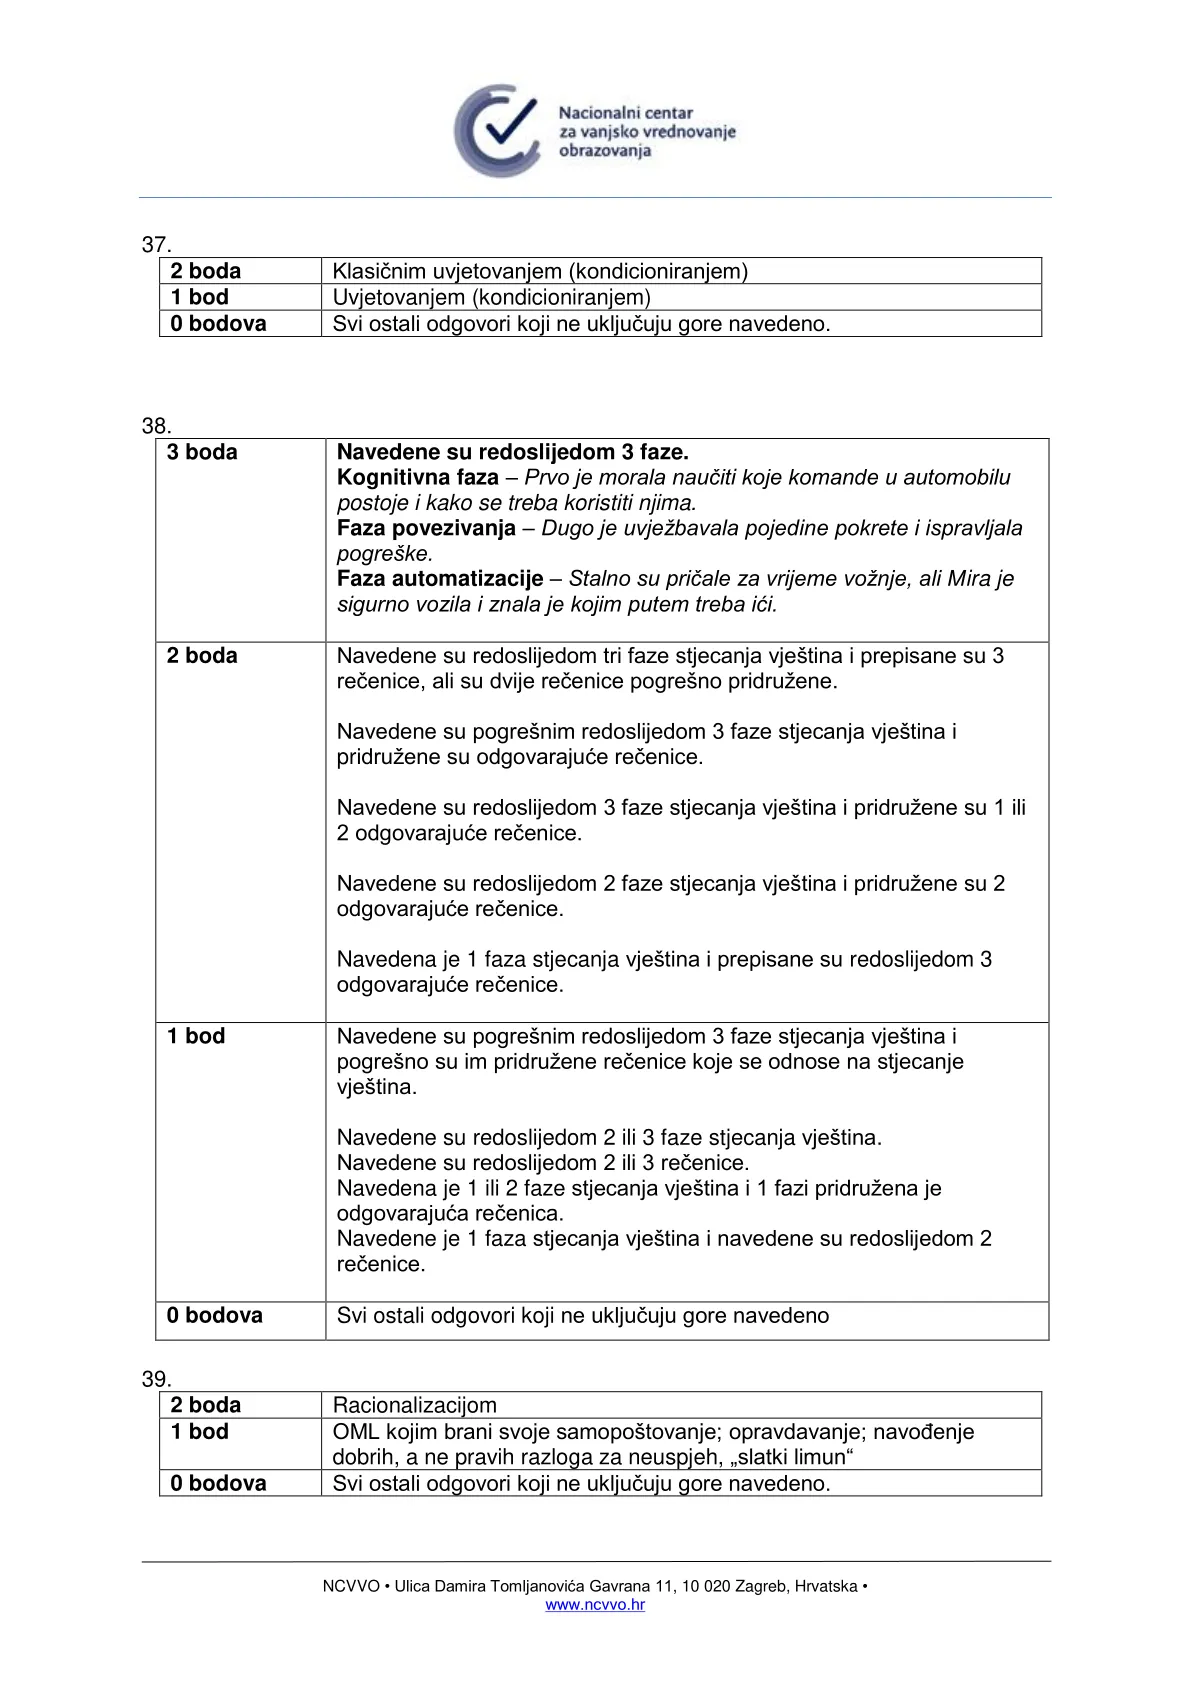 Nacionalni centar
za vanjsko vrednovanje
obrazovanja
37.
2 boda Klasičnim uvjetovanjem (kondicioniranjem)
1 bod Uvjetovanjem (kondicioniranjem)
0 bodova Svi ostali odgovori koji ne uključuju gore navedeno.
38.
3 boda Navedene su redoslijedom 3 faze.
Kognitivna faza – Prvo je morala naučiti koje komande u automobilu
postoje i kako se treba koristiti njima.
Faza povezivanja – Dugo je uvježbavala pojedine pokrete i ispravljala
pogreške.
Faza automatizacije – Stalno su pričale za vrijeme vožnje, ali Mira je
sigurno vozila i znala je kojim putem treba ići.
2 boda Navedene su redoslijedom tri faze stjecanja vještina i prepisane su 3
rečenice, ali su dvije rečenice pogrešno pridružene.
Navedene su pogrešnim redoslijedom 3 faze stjecanja vještina i
pridružene su odgovarajuće rečenice.
Navedene su redoslijedom 3 faze stjecanja vještina i pridružene su 1 ili
2 odgovarajuće rečenice.
Navedene su redoslijedom 2 faze stjecanja vještina i pridružene su 2
odgovarajuće rečenice.
Navedena je 1 faza stjecanja vještina i prepisane su redoslijedom 3
odgovarajuće rečenice.
1 bod Navedene su pogrešnim redoslijedom 3 faze stjecanja vještina i
pogrešno su im pridružene rečenice koje se odnose na stjecanje
vještina.
Navedene su redoslijedom 2 ili 3 faze stjecanja vještina.
Navedene su redoslijedom 2 ili 3 rečenice.
Navedena je 1 ili 2 faze stjecanja vještina i 1 fazi pridružena je
odgovarajuća rečenica.
Navedene je 1 faza stjecanja vještina i navedene su redoslijedom 2
rečenice.
0 bodova Svi ostali odgovori koji ne uključuju gore navedeno
39.
2 boda Racionalizacijom
1 bod OML kojim brani svoje samopoštovanje; opravdavanje; navođenje
dobrih, a ne pravih razloga za neuspjeh, „slatki limun“
0 bodova Svi ostali odgovori koji ne uključuju gore navedeno.
NCVVO • Ulica Damira Tomljanovića Gavrana 11, 10 020 Zagreb, Hrvatska •
www.ncvvo.hr